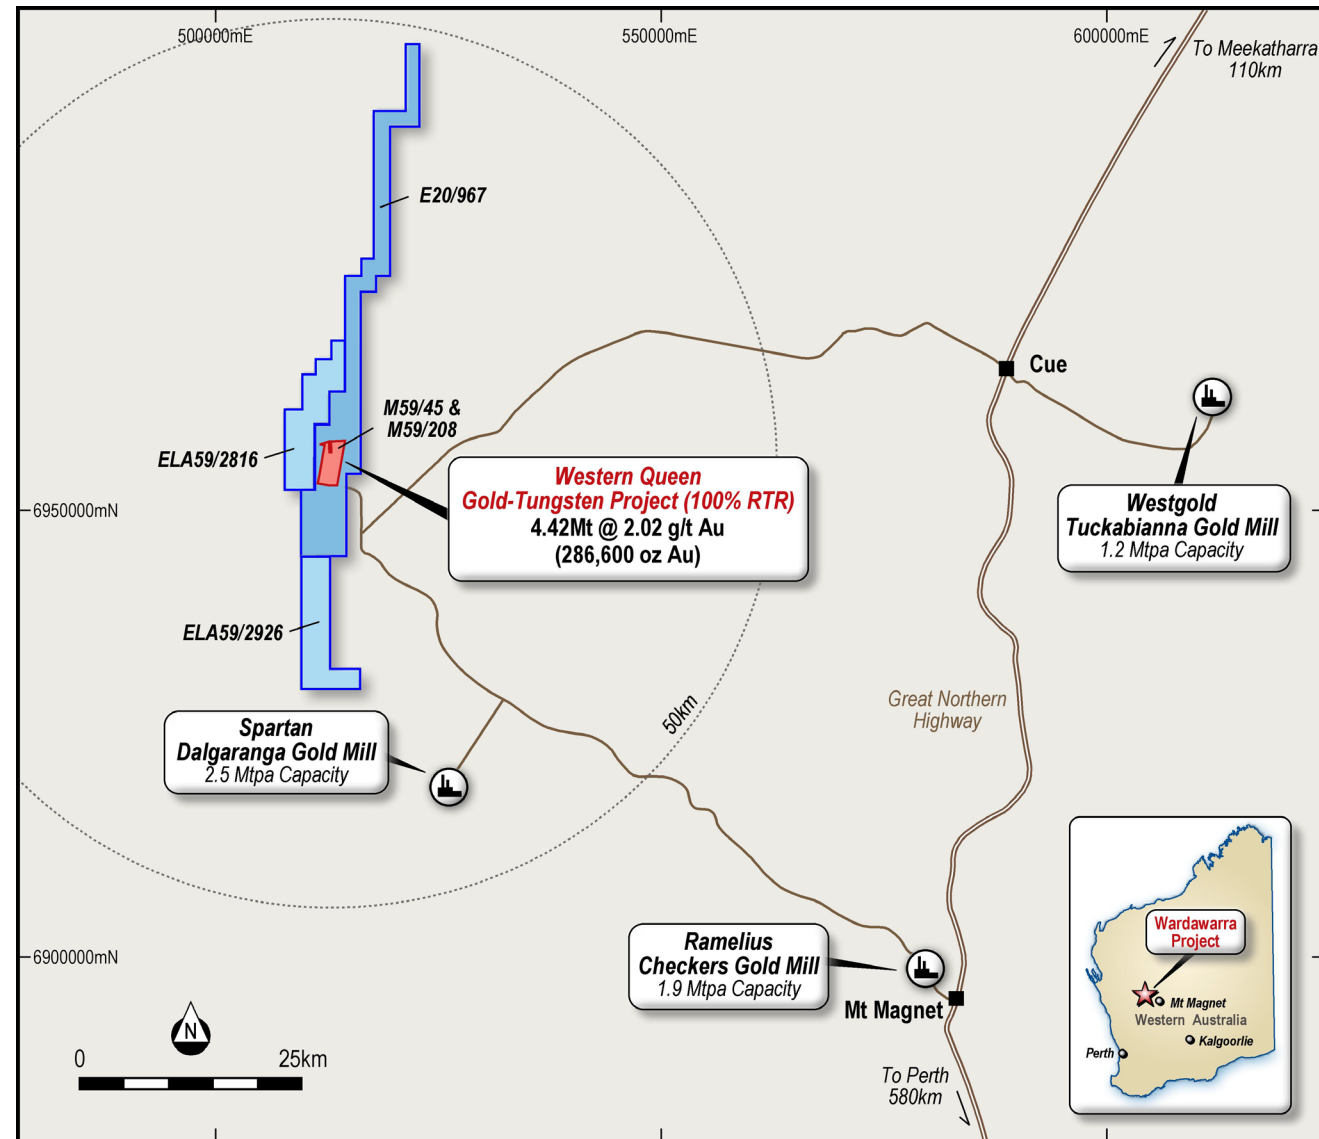 500000mE
550000mE
600000mE
To Meekatharra
110km
E20/967
Cue
M59/45 &
M59/208
ELA59/2816
Western Queen
Gold-Tungsten Project (100% RTR)
4.42Mt @ 2.02 g/t Au
(286,600 oz Au)
Westgold
Tuckabianna Gold Mill
1.2 Mtpa Capacity
6950000mN
ELA59/2926
50km
Great Northern
Highway
Spartan
Dalgaranga Gold Mill
2.5 Mtpa Capacity
Ramelius
Checkers Gold Mill
1.9 Mtpa Capacity
6900000mN
Mt Magnet
Wardawarra
Project
Mt Magnet
Western Australia
Kalgoorlie
Perth
N
0
25km
To Perth
580km